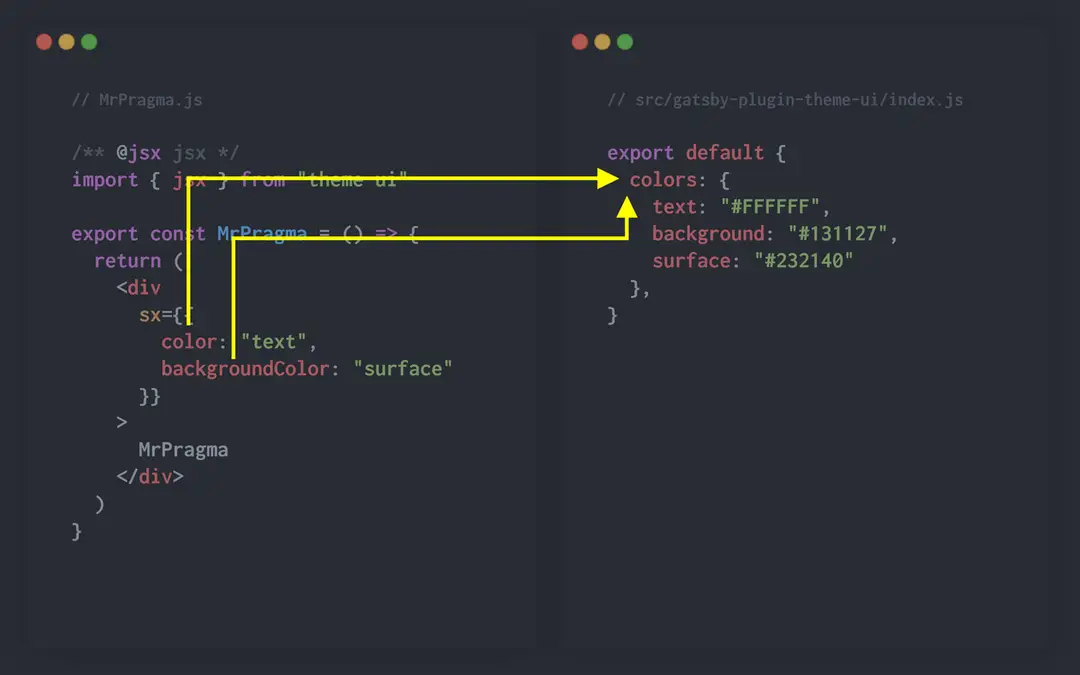 // MrPragma.js
/** @jsx jsx */
import { jsx } from "theme-ui"
export const MrPragma = () => {
return (
<div
sx={{
color: "text",
backgroundColor: "surface"
}}
>
MrPragma
</div>
)
}
// src/gatsby-plugin-theme-ui/index.js
export default {
colors: {
text: "#FFFFFF",
background: "#131127",
surface: "#232140"
},
}